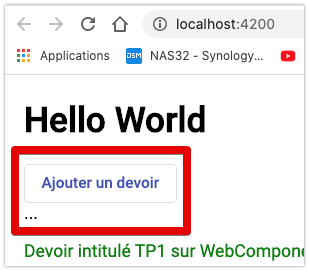 localhost:4200
Applications DSM NAS32 - Synology...
Hello World
Ajouter un devoir
...
Devoir intitulé TP1 sur WebCompone